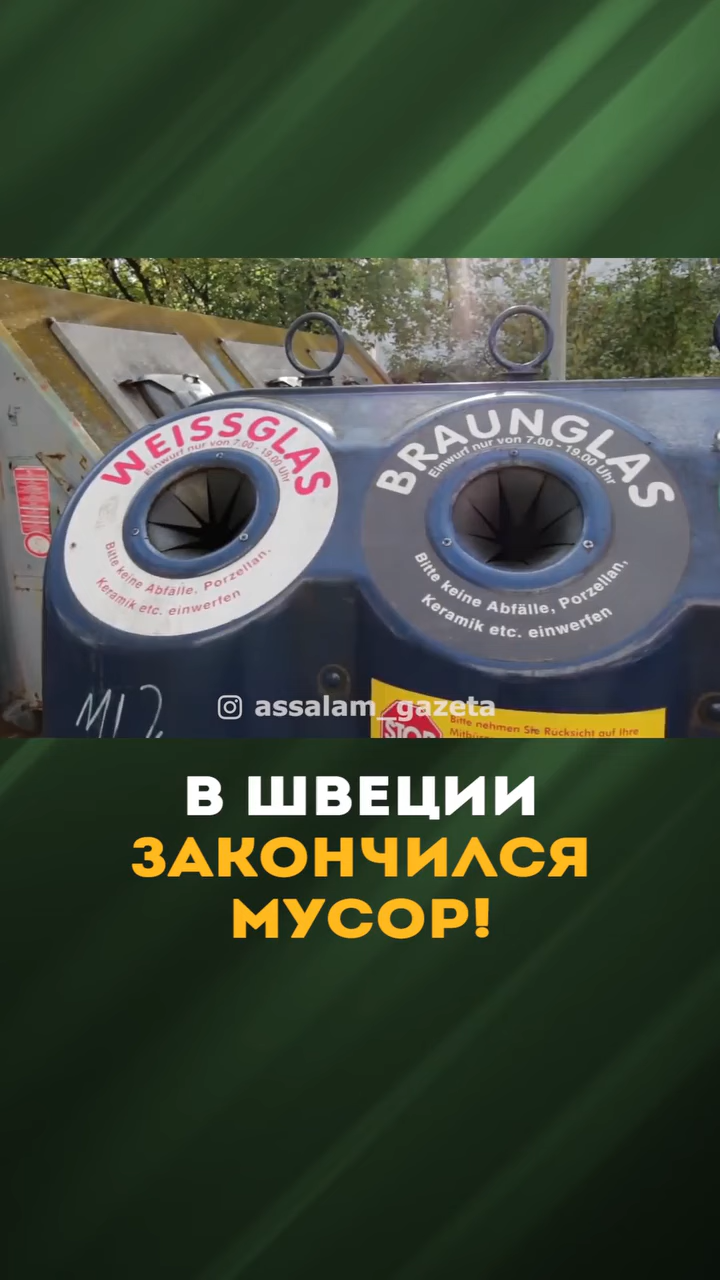 WEISSGLAS
Einwurf nur von 7.00 - 19.00 Uhr
Bitte keine Abfälle, Porzellan,
Keramik etc. einwerfen
BRAUNGLAS
Einwurf nur von 7.00 - 19.00 Uhr
Bitte keine Abfälle, Porzellan,
Keramik etc. einwerfen
assalam_gazeta
STOP
Bitte nehmen Sie Rücksicht auf Ihre
В ШВЕЦИИ
ЗАКОНЧИЛСЯ
МУСОР!